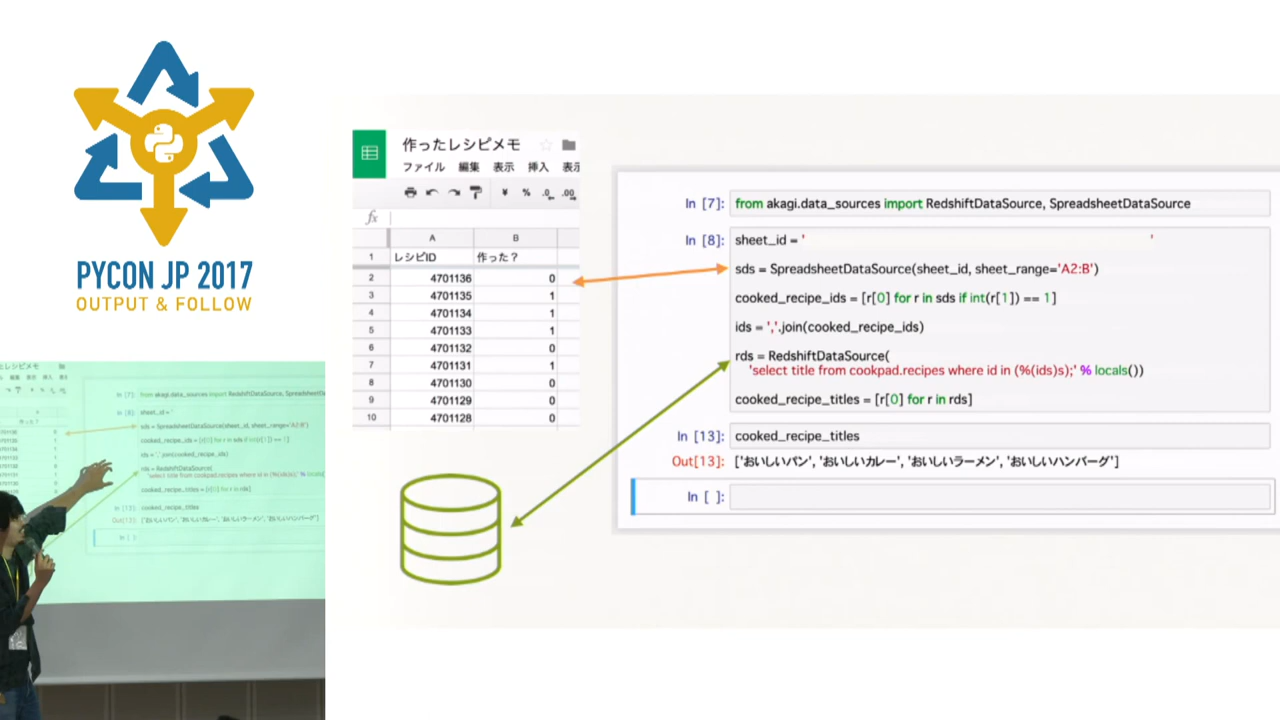 PYCON JP 2017
OUTPUT & FOLLOW
作ったレシピメモ
ファイル 編集 表示 挿入 表示
¥ % .0 .00
fx
A B
1 レシピID 作った？
2 4701136 0
3 4701135 1
4 4701134 1
5 4701133 1
6 4701132 0
7 4701131 1
8 4701130 0
9 4701129 0
10 4701128 0
In [7]: from akagi.data_sources import RedshiftDataSource, SpreadsheetDataSource
In [8]: sheet_id = ' '
sds = SpreadsheetDataSource(sheet_id, sheet_range='A2:B')
cooked_recipe_ids = [r[0] for r in sds if int(r[1]) == 1]
ids = ','.join(cooked_recipe_ids)
rds = RedshiftDataSource(
'select title from cookpad.recipes where id in (%(ids)s);' % locals())
cooked_recipe_titles = [r[0] for r in rds]
In [13]: cooked_recipe_titles
Out[13]: ['おいしいパン', 'おいしいカレー', 'おいしいラーメン', 'おいしいハンバーグ']
In [ ]: